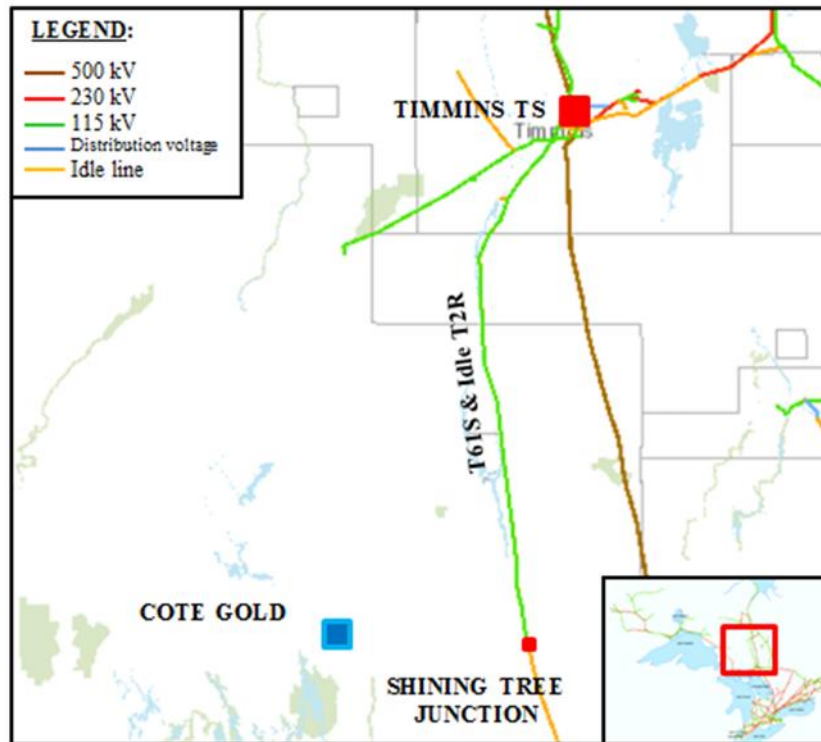 LEGEND:
500 kV
230 kV
115 kV
Distribution voltage
Idle line
TIMMINS TS
Timmins
T61S & Idle T2R
COTE GOLD
SHINING TREE
JUNCTION